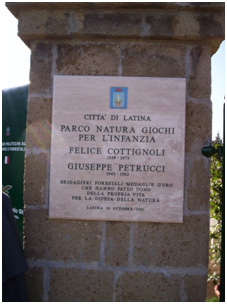 CITTA' DI LATINA
PARCO NATURA GIOCHI
PER L'INFANZIA
FELICE COTTIGNOLI
GIUSEPPE PETRUCCI
BRIGADIERI FORESTALI MEDAGLIE D'ORO
CHE HANNO FATTO DONO
DELLA PROPRIA VITA
PER LA DIFESA DELLA NATURA
LATINA